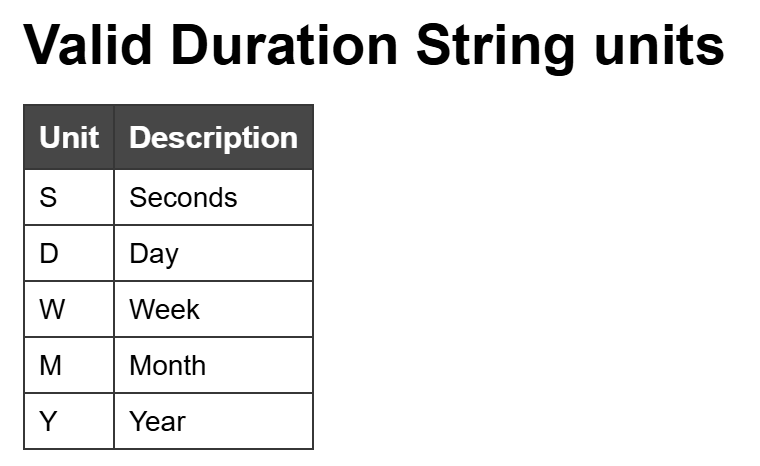 Valid Duration String units
Unit Description
S Seconds
D Day
W Week
M Month
Y Year